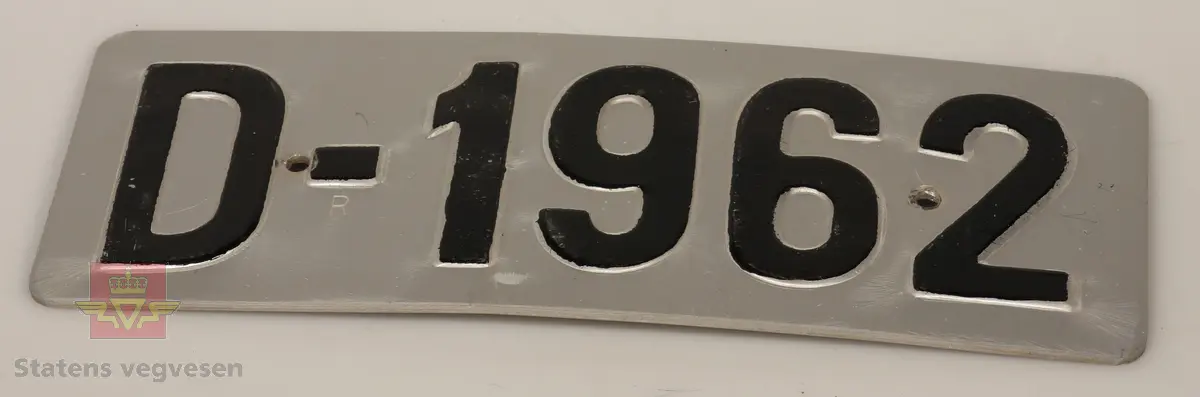 D-1962
R
Statens vegvesen